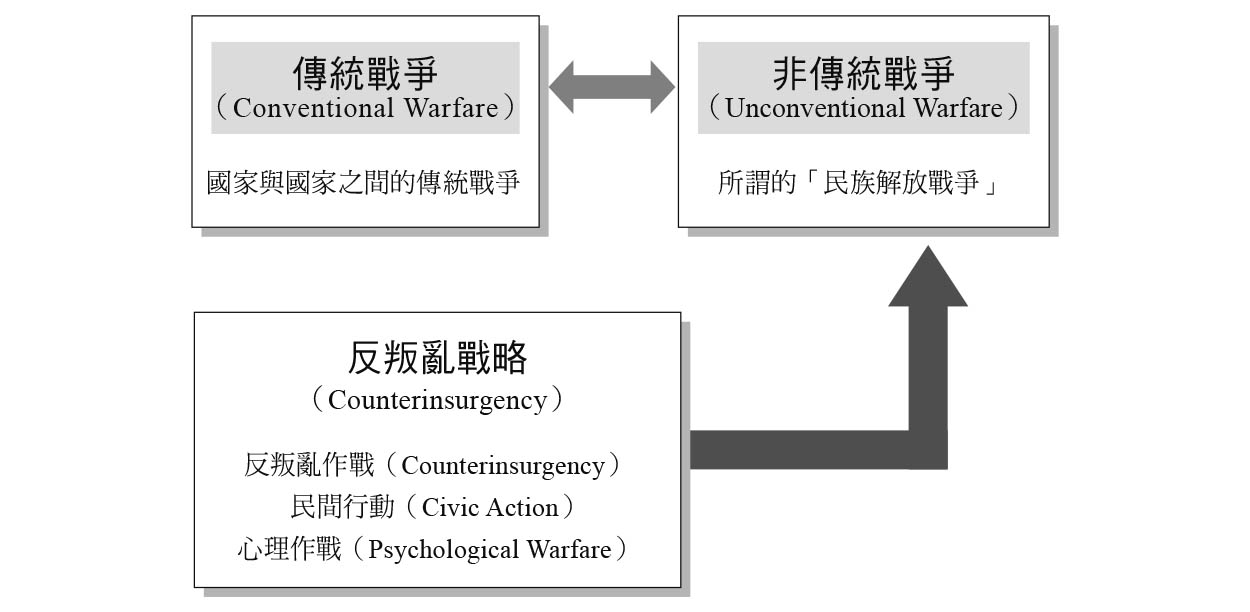 傳統戰爭
（Conventional Warfare）
國家與國家之間的傳統戰爭
非傳統戰爭
（Unconventional Warfare）
所謂的「民族解放戰爭」
反叛亂戰略
（Counterinsurgency）
反叛亂作戰（Counterinsurgency）
民間行動（Civic Action）
心理作戰（Psychological Warfare）